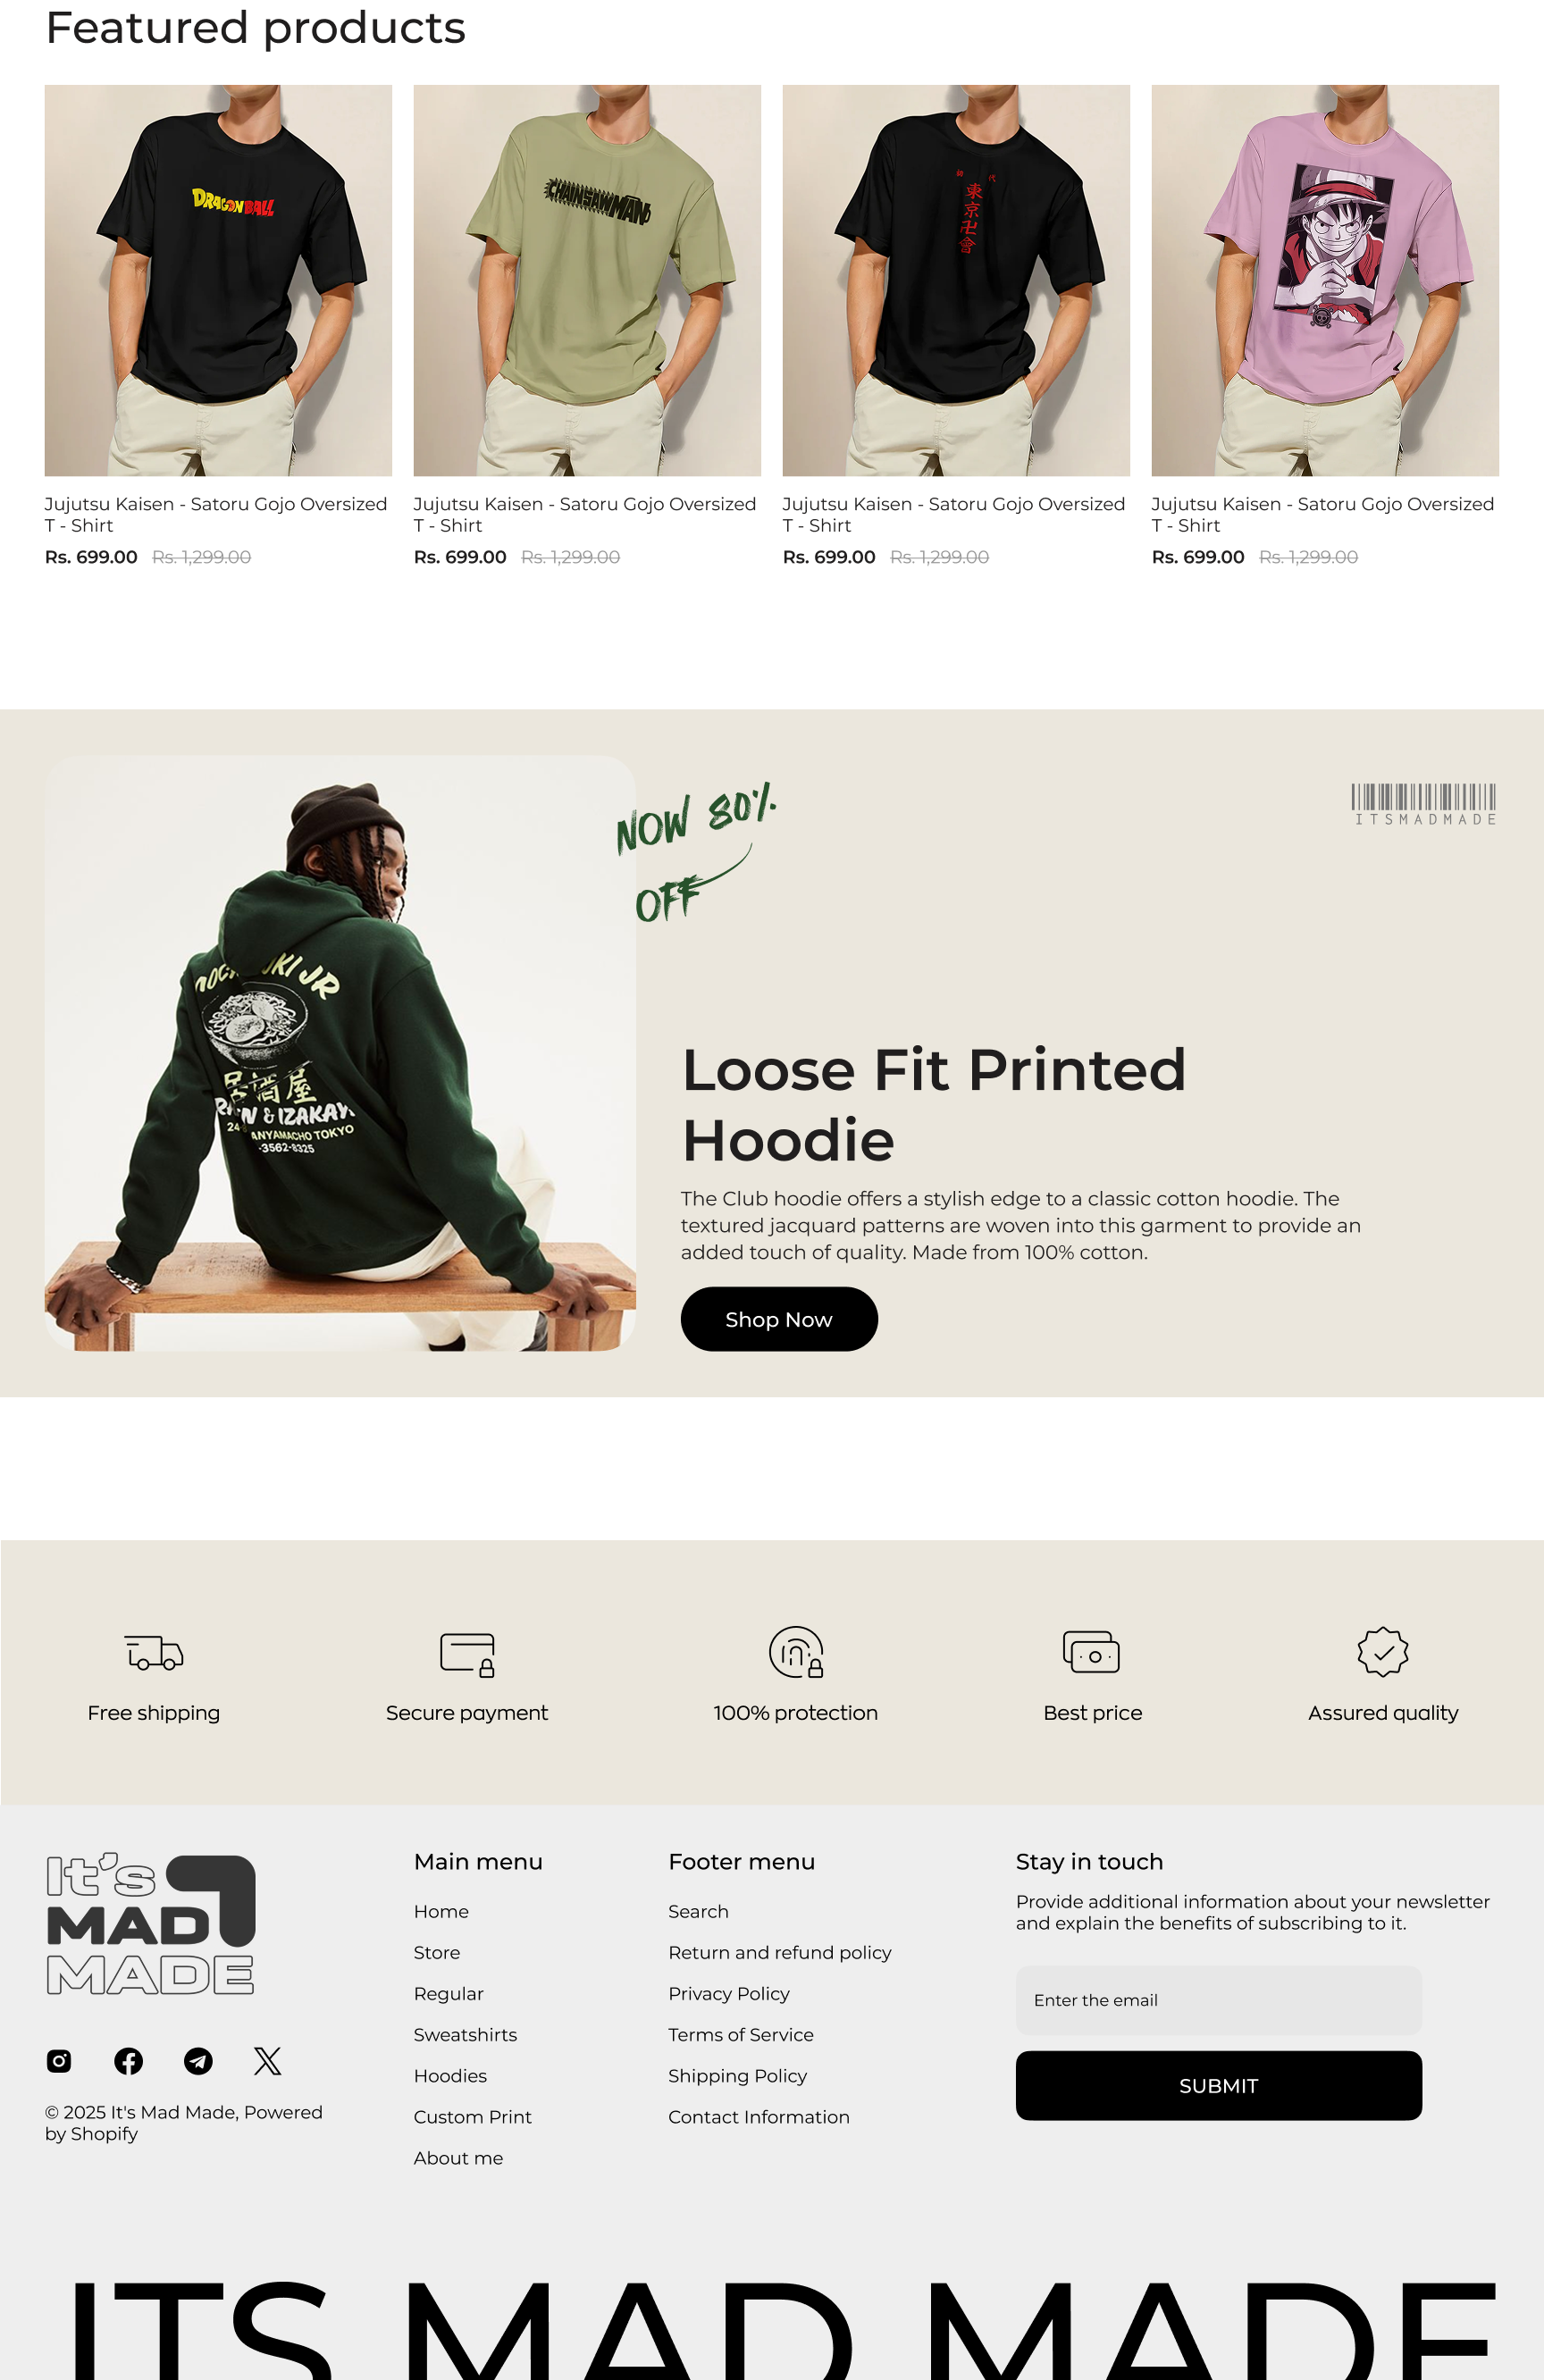 Featured products
DRAGON BALL
CHAINSAWMAN
東
京
卍
會
Jujutsu Kaisen - Satoru Gojo Oversized
T - Shirt
Rs. 699.00 Rs. 1,299.00
Jujutsu Kaisen - Satoru Gojo Oversized
T - Shirt
Rs. 699.00 Rs. 1,299.00
Jujutsu Kaisen - Satoru Gojo Oversized
T - Shirt
Rs. 699.00 Rs. 1,299.00
Jujutsu Kaisen - Satoru Gojo Oversized
T - Shirt
Rs. 699.00 Rs. 1,299.00
NOW 80%
OFF
ITSMADMADE
JR
居酒屋
& IZAKAY
ANYAMACHO TOKYO
-3562-8325
Loose Fit Printed
Hoodie
The Club hoodie offers a stylish edge to a classic cotton hoodie. The
textured jacquard patterns are woven into this garment to provide an
added touch of quality. Made from 100% cotton.
Shop Now
Free shipping
Secure payment
100% protection
Best price
Assured quality
It's
MAD
MADE
© 2025 It's Mad Made, Powered
by Shopify
Main menu
Home
Store
Regular
Sweatshirts
Hoodies
Custom Print
About me
Footer menu
Search
Return and refund policy
Privacy Policy
Terms of Service
Shipping Policy
Contact Information
Stay in touch
Provide additional information about your newsletter
and explain the benefits of subscribing to it.
Enter the email
SUBMIT
ITS MAD MADE